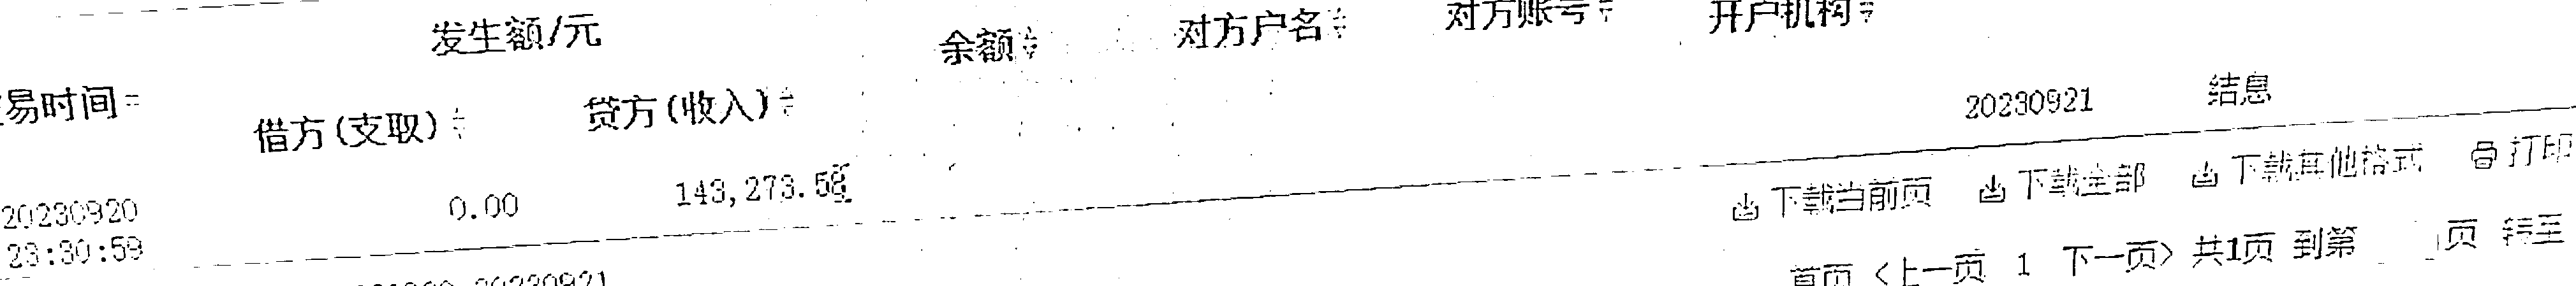 发生额/元 余额 对方户名 对方账号 开户机构
易时间 借方(支取) 贷方(收入)
20230920 0.00 143,273.58 20230921 结息
23:30:59
下载当前页 下载全部 下载其他格式 打印
20230921
首页 <上一页 1 下一页> 共1页 到第 页 转至